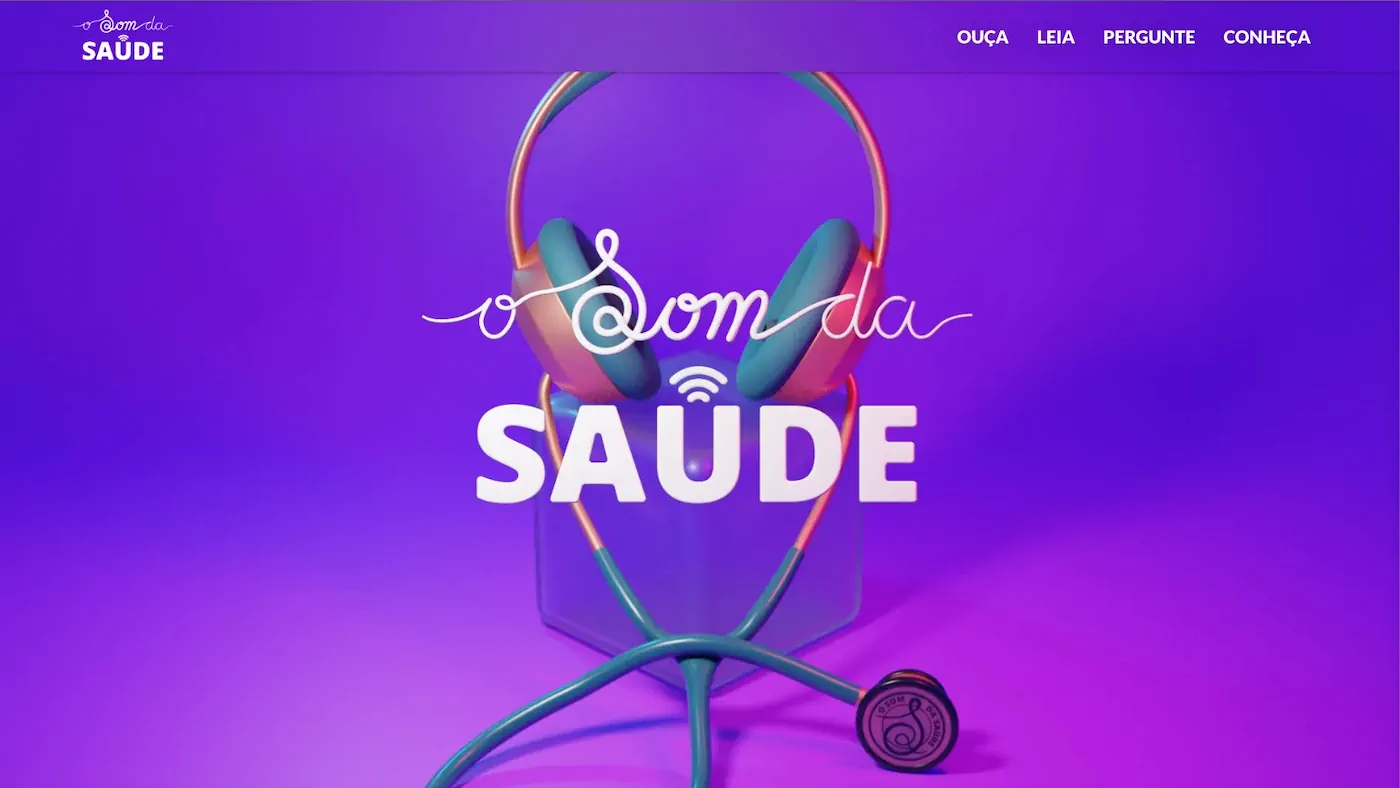 o Som da
SAÚDE
OUÇA LEIA PERGUNTE CONHEÇA
o Som da
SAÚDE
O SOM DA SAÚDE